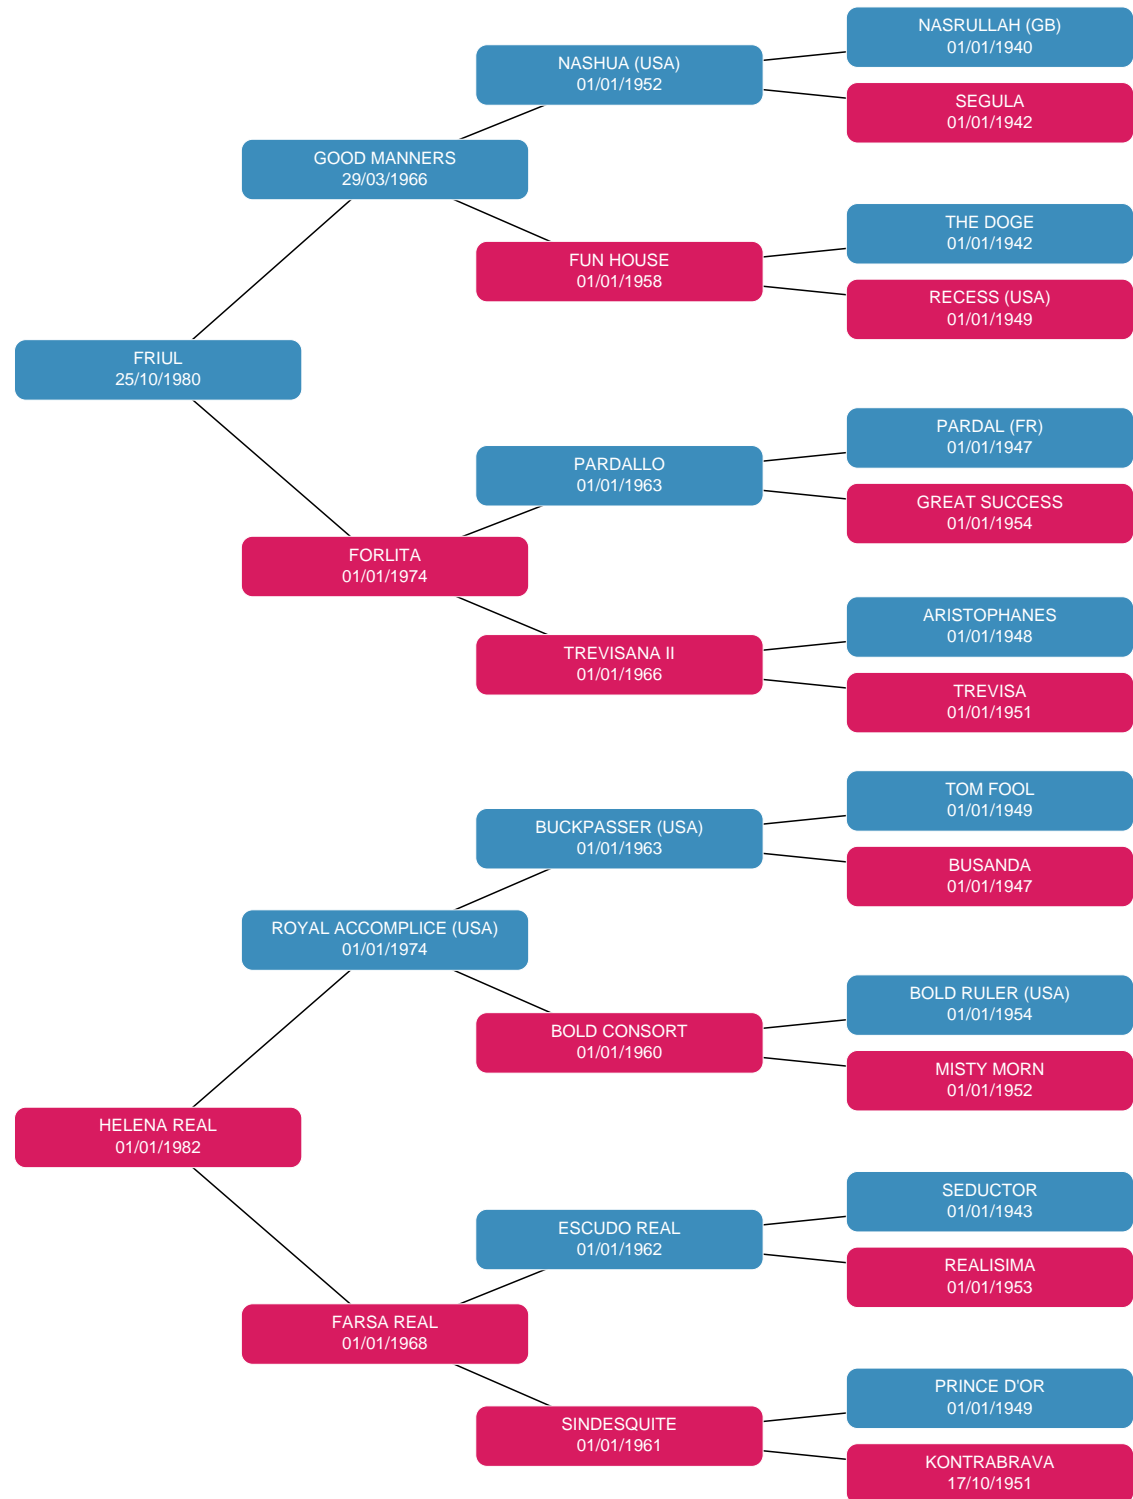 NASRULLAH (GB)
01/01/1940
NASHUA (USA)
01/01/1952
SEGULA
01/01/1942
GOOD MANNERS
29/03/1966
THE DOGE
01/01/1942
FUN HOUSE
01/01/1958
RECESS (USA)
01/01/1949
FRIUL
25/10/1980
PARDAL (FR)
01/01/1947
PARDALLO
01/01/1963
GREAT SUCCESS
01/01/1954
FORLITA
01/01/1974
ARISTOPHANES
01/01/1948
TREVISANA II
01/01/1966
TREVISA
01/01/1951
TOM FOOL
01/01/1949
BUCKPASSER (USA)
01/01/1963
BUSANDA
01/01/1947
ROYAL ACCOMPLICE (USA)
01/01/1974
BOLD RULER (USA)
01/01/1954
BOLD CONSORT
01/01/1960
MISTY MORN
01/01/1952
HELENA REAL
01/01/1982
SEDUCTOR
01/01/1943
ESCUDO REAL
01/01/1962
REALISIMA
01/01/1953
FARSA REAL
01/01/1968
PRINCE D'OR
01/01/1949
SINDESQUITE
01/01/1961
KONTRABRAVA
17/10/1951